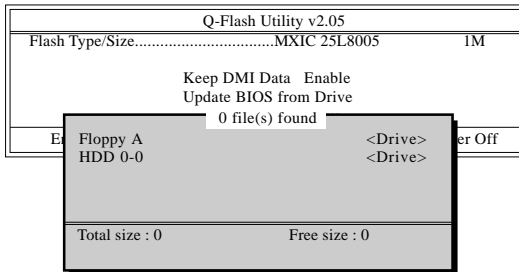 Q-Flash Utility v2.05
Flash Type/Size.................................MXIC 25L8005 1M
Keep DMI Data Enable
Update BIOS from Drive
0 file(s) found
Floppy A <Drive>
HDD 0-0 <Drive>
Off
Total size : 0 Free size : 0